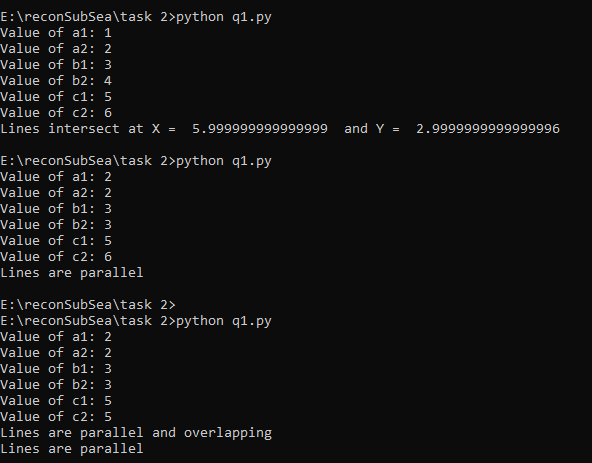 E:\reconSubSea\task 2>python q1.py
Value of a1: 1
Value of a2: 2
Value of b1: 3
Value of b2: 4
Value of c1: 5
Value of c2: 6
Lines intersect at X =  5.999999999999999  and Y =  2.9999999999999996
E:\reconSubSea\task 2>python q1.py
Value of a1: 2
Value of a2: 2
Value of b1: 3
Value of b2: 3
Value of c1: 5
Value of c2: 6
Lines are parallel
E:\reconSubSea\task 2>
E:\reconSubSea\task 2>python q1.py
Value of a1: 2
Value of a2: 2
Value of b1: 3
Value of b2: 3
Value of c1: 5
Value of c2: 5
Lines are parallel and overlapping
Lines are parallel